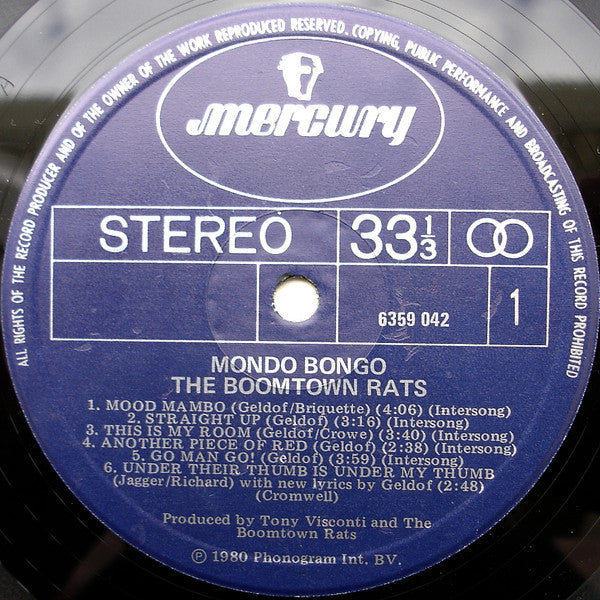 ALL RIGHTS OF THE RECORD PRODUCER AND OF THE OWNER OF THE WORK REPRODUCED RESERVED. COPYING, PUBLIC PERFORMANCE AND BROADCASTING OF THIS RECORD PROHIBITED
mercury
STEREO 33 1/3
6359 042 1
MONDO BONGO
THE BOOMTOWN RATS
1. MOOD MAMBO (Geldof/Briquette) (4:06) (Intersong)
2. STRAIGHT UP (Geldof) (3:16) (Intersong)
3. THIS IS MY ROOM (Geldof/Crowe) (3:40) (Intersong)
4. ANOTHER PIECE OF RED (Geldof) (2:38) (Intersong)
5. GO MAN GO! (Geldof) (3:59) (Intersong)
6. UNDER THEIR THUMB IS UNDER MY THUMB
(Jagger/Richard) with new lyrics by Geldof (2:48)
(Cromwell)
Produced by Tony Visconti and The
Boomtown Rats
Ⓟ 1980 Phonogram Int. BV.